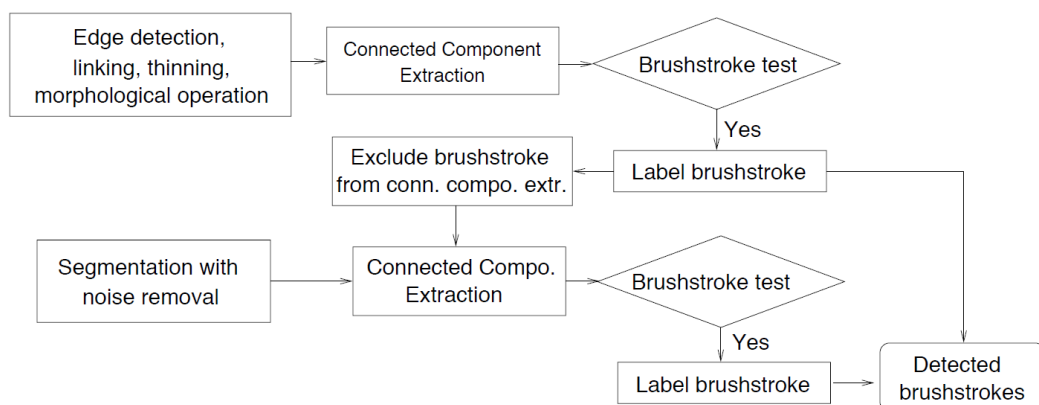 Edge detection,
linking, thinning,
morphological operation
Connected Component
Extraction
Brushstroke test
Yes
Label brushstroke
Exclude brushstroke
from conn. compo. extr.
Segmentation with
noise removal
Connected Compo.
Extraction
Brushstroke test
Yes
Label brushstroke
Detected
brushstrokes